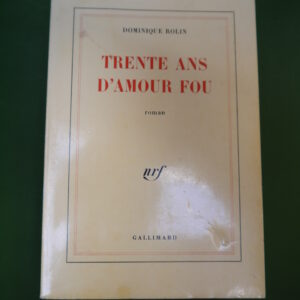 DOMINIQUE ROLIN
TRENTE ANS
D'AMOUR FOU
roman
nrf
GALLIMARD